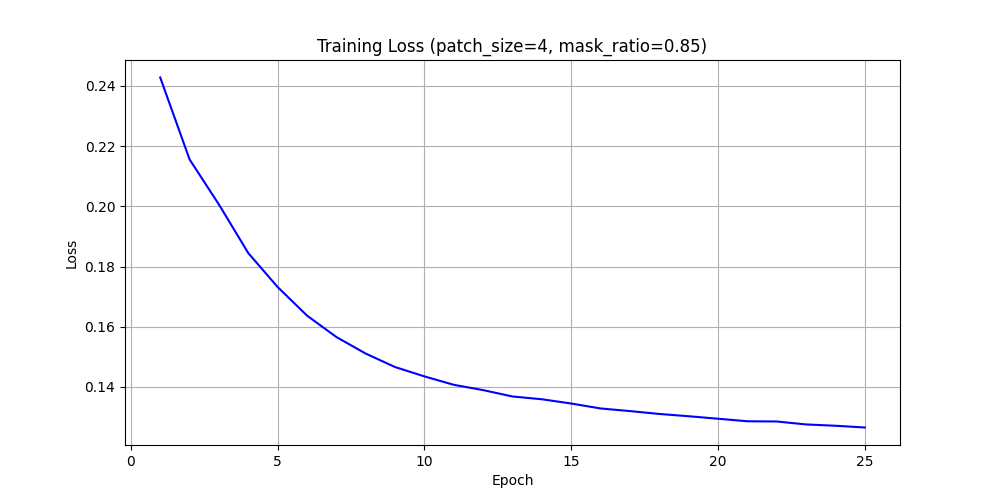 Training Loss (patch_size=4, mask_ratio=0.85)
0.24
0.22
0.20
0.18
0.16
0.14
Loss
0 5 10 15 20 25
Epoch